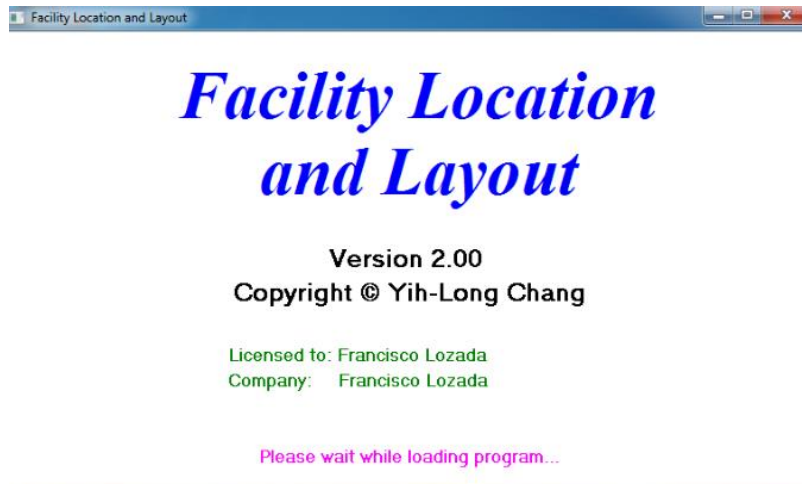 Facility Location and Layout
Facility Location
and Layout
Version 2.00
Copyright © Yih-Long Chang
Licensed to: Francisco Lozada
Company: Francisco Lozada
Please wait while loading program...